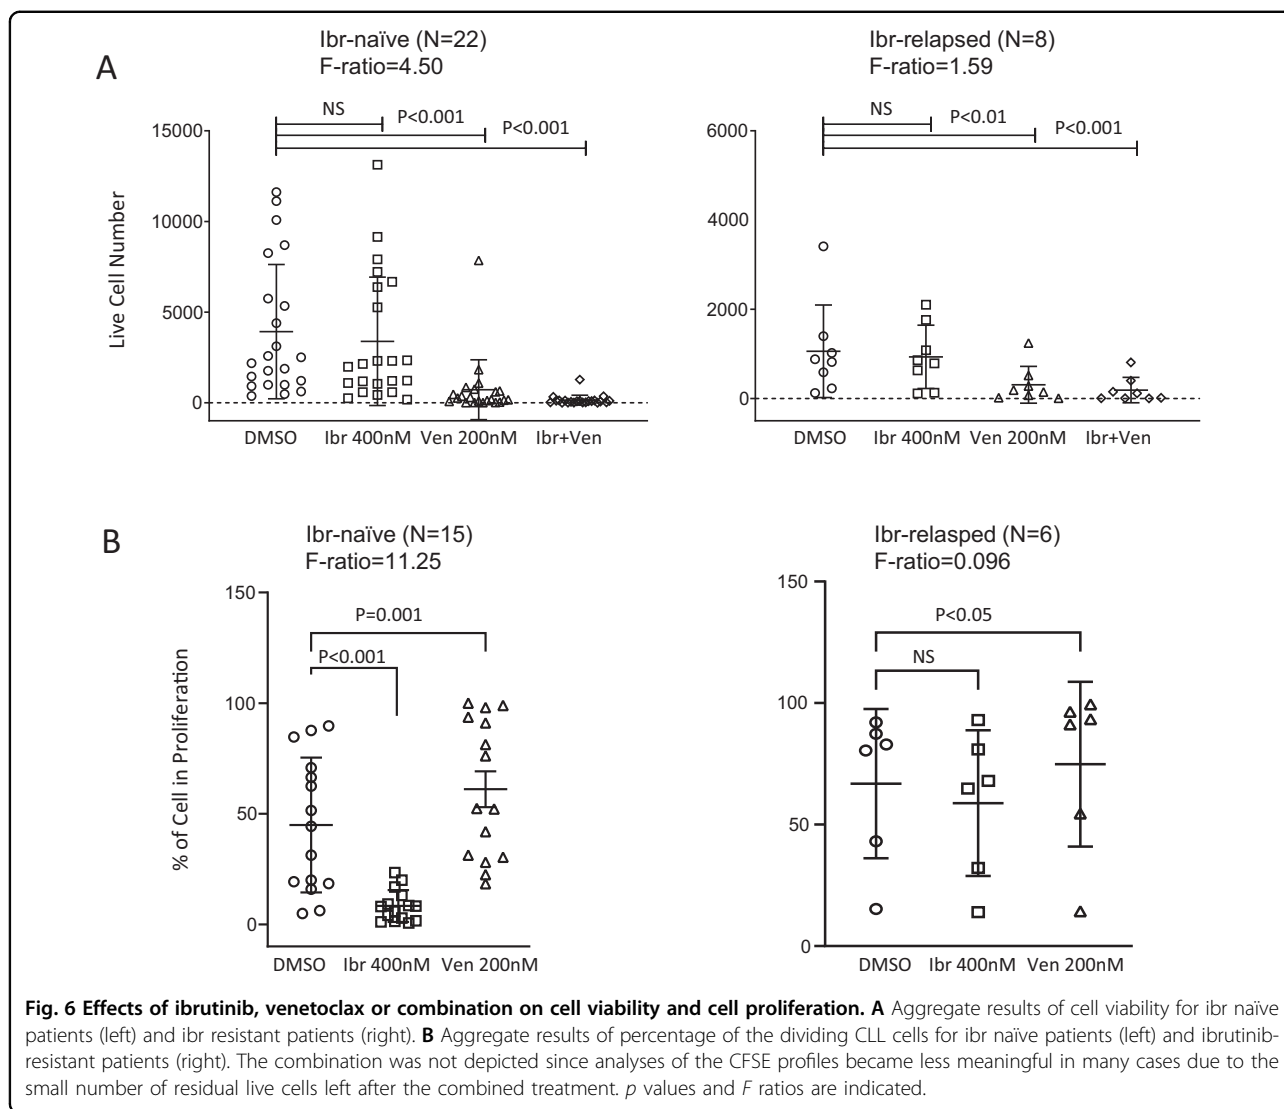 A
Ibr-naïve (N=22)
F-ratio=4.50
NS
P<0.001
P<0.001
15000
10000
5000
0
Live Cell Number
DMSO Ibr 400nM Ven 200nM Ibr+Ven
Ibr-relapsed (N=8)
F-ratio=1.59
NS
P<0.01
P<0.001
6000
4000
2000
0
DMSO Ibr 400nM Ven 200nM Ibr+Ven
B
Ibr-naïve (N=15)
F-ratio=11.25
P=0.001
P<0.001
150
100
50
0
% of Cell in Proliferation
DMSO Ibr 400nM Ven 200nM
Ibr-relasped (N=6)
F-ratio=0.096
P<0.05
NS
150
100
50
0
DMSO Ibr 400nM Ven 200nM
Fig. 6 Effects of ibrutinib, venetoclax or combination on cell viability and cell proliferation. A Aggregate results of cell viability for ibr naïve
patients (left) and ibr resistant patients (right). B Aggregate results of percentage of the dividing CLL cells for ibr naïve patients (left) and ibrutinib-
resistant patients (right). The combination was not depicted since analyses of the CFSE profiles became less meaningful in many cases due to the
small number of residual live cells left after the combined treatment. p values and F ratios are indicated.